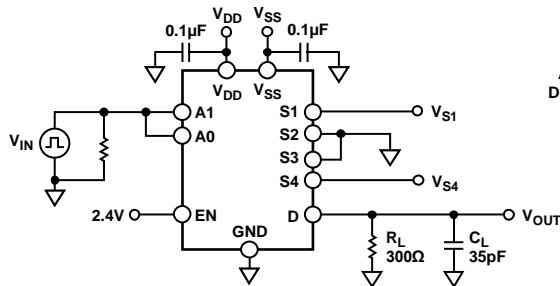 V_DD V_SS
0.1µF 0.1µF
V_DD V_SS
A1 S1 V_S1
A0 S2
V_IN
S3
S4 V_S4
2.4V EN D V_OUT
GND
R_L
300Ω
C_L
35pF
A
D